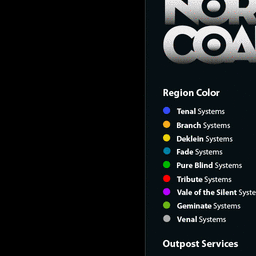 NOR
COA
Region Color
Tenal Systems
Branch Systems
Deklein Systems
Fade Systems
Pure Blind Systems
Tribute Systems
Vale of the Silent Syste
Geminate Systems
Venal Systems
Outpost Services